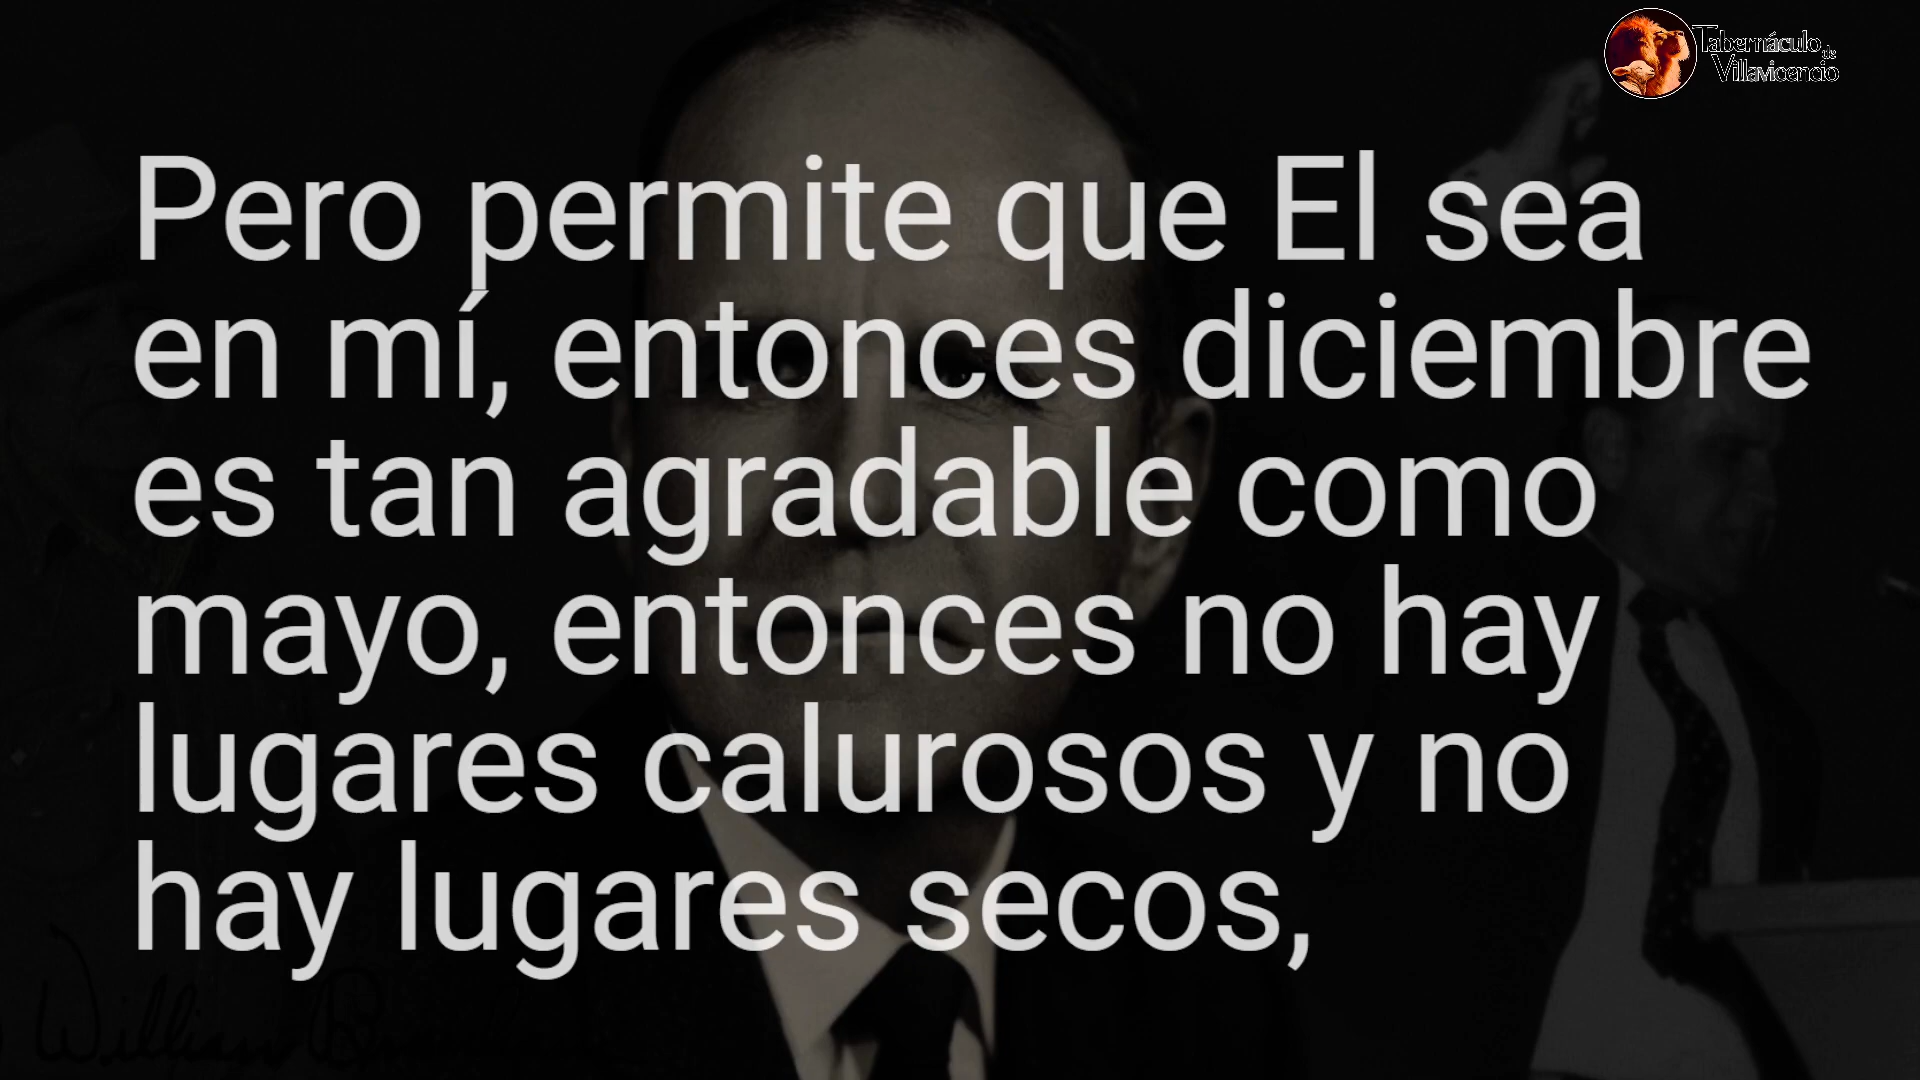 Tabernáculo
de
Villavicencio
Pero permite que El sea
en mí, entonces diciembre
es tan agradable como
mayo, entonces no hay
lugares calurosos y no
hay lugares secos,
William